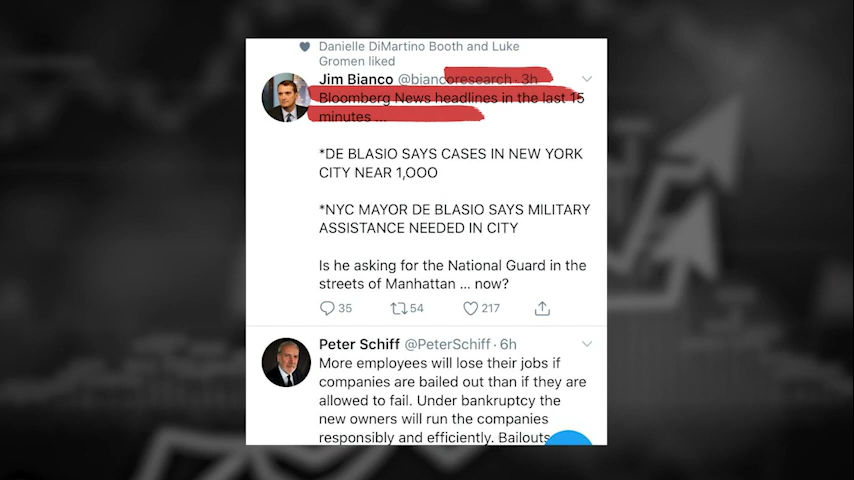 Danielle DiMartino Booth and Luke
Gromen liked
Jim Bianco @biancoresearch · 3h
Bloomberg News headlines in the last 15
minutes ...
*DE BLASIO SAYS CASES IN NEW YORK
CITY NEAR 1,OOO
*NYC MAYOR DE BLASIO SAYS MILITARY
ASSISTANCE NEEDED IN CITY
Is he asking for the National Guard in the
streets of Manhattan ... now?
35 54 217
Peter Schiff @PeterSchiff · 6h
More employees will lose their jobs if
companies are bailed out than if they are
allowed to fail. Under bankruptcy the
new owners will run the companies
responsibly and efficiently. Bailouts